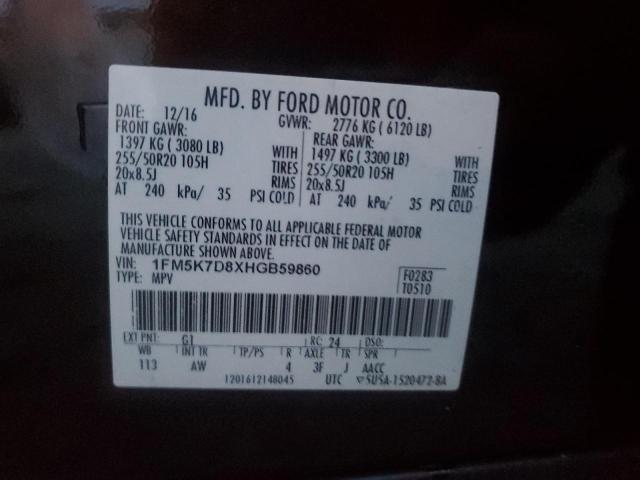 MFD. BY FORD MOTOR CO.
DATE: 12/16 GVWR: 2776 KG ( 6120 LB)
FRONT GAWR: REAR GAWR:
1397 KG ( 3080 LB) WITH 1497 KG ( 3300 LB) WITH
255/50R20 105H TIRES 255/50R20 105H TIRES
20x8.5J RIMS 20x8.5J RIMS
AT 240 kPa/ 35 PSI COLD AT 240 kPa/ 35 PSI COLD
THIS VEHICLE CONFORMS TO ALL APPLICABLE FEDERAL MOTOR
VEHICLE SAFETY STANDARDS IN EFFECT ON THE DATE OF
MANUFACTURE SHOWN ABOVE.
VIN: 1FM5K7D8XHGB59860 F0283
TYPE: MPV T0510
EXT PNT: G1 RC: 24 DSO:
WB INT TR TP/PS R AXLE TR SPR
113 AW 4 3F J AACC
1201612148045 UTC ▽5U5A-1520472-BA